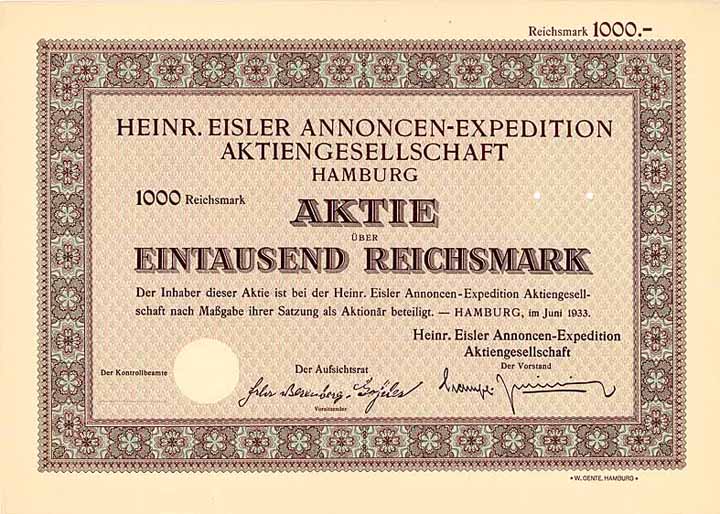 Reichsmark 1000.-
HEINR. EISLER ANNONCEN-EXPEDITION
AKTIENGESELLSCHAFT
HAMBURG
1000 Reichsmark
AKTIE
ÜBER
EINTAUSEND REICHSMARK
Der Inhaber dieser Aktie ist bei der Heinr. Eisler Annoncen-Expedition Aktiengesell-
schaft nach Maßgabe ihrer Satzung als Aktionär beteiligt. — HAMBURG, im Juni 1933.
Heinr. Eisler Annoncen-Expedition
Aktiengesellschaft
Der Kontrollbeamte
Der Aufsichtsrat
Der Vorstand
Berenberg-Goßler
Vorsitzender
* W. GENTE, HAMBURG *